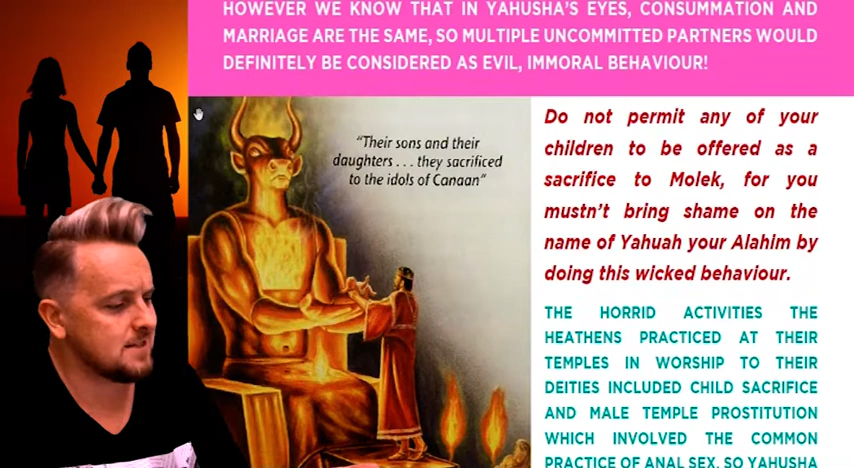 HOWEVER WE KNOW THAT IN YAHUSHA'S EYES, CONSUMMATION AND
MARRIAGE ARE THE SAME, SO MULTIPLE UNCOMMITTED PARTNERS WOULD
DEFINITELY BE CONSIDERED AS EVIL, IMMORAL BEHAVIOUR!
"Their sons and their
daughters . . . they sacrificed
to the idols of Canaan"
Do not permit any of your
children to be offered as a
sacrifice to Molek, for you
mustn't bring shame on the
name of Yahuah your Alahim by
doing this wicked behaviour.
THE HORRID ACTIVITIES THE
HEATHENS PRACTICED AT THEIR
TEMPLES IN WORSHIP TO THEIR
DEITIES INCLUDED CHILD SACRIFICE
AND MALE TEMPLE PROSTITUTION
WHICH INVOLVED THE COMMON
PRACTICE OF ANAL SEX. SO YAHUSHA